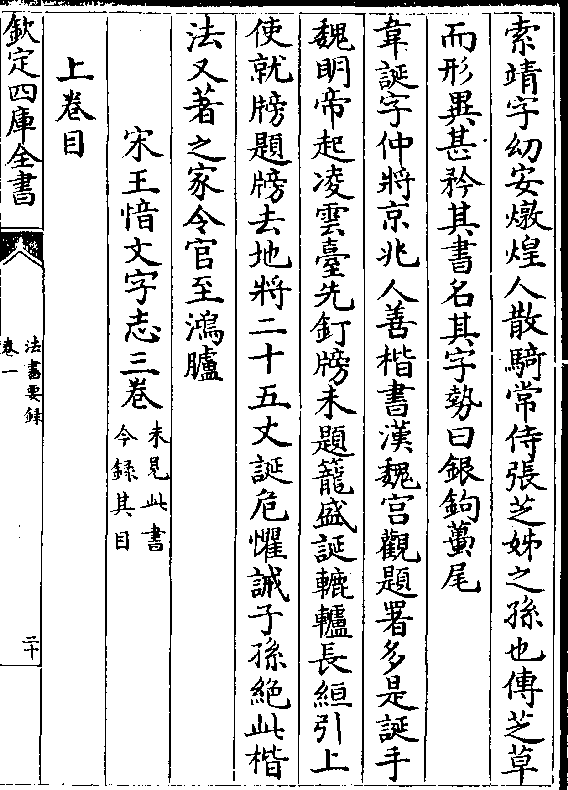 索靖字幼安燉煌人散騎常侍張芝姊之孫也傳芝草
而形異甚矜其書名其字勢曰銀鉤蠆尾
韋誕字仲將京兆人善楷書漢魏宮觀題署多是誕手
魏明帝起凌雲臺先釘牓未題籠盛誕轆轤長絙引上
使就牓題牓去地將二十五丈誕危懼誡子孫絕此楷
法又著之家令官至鴻臚
宋王愔文字志三卷
未見此書
今錄其目
上卷目
欽定四庫全書
法書要錄
卷一
二十